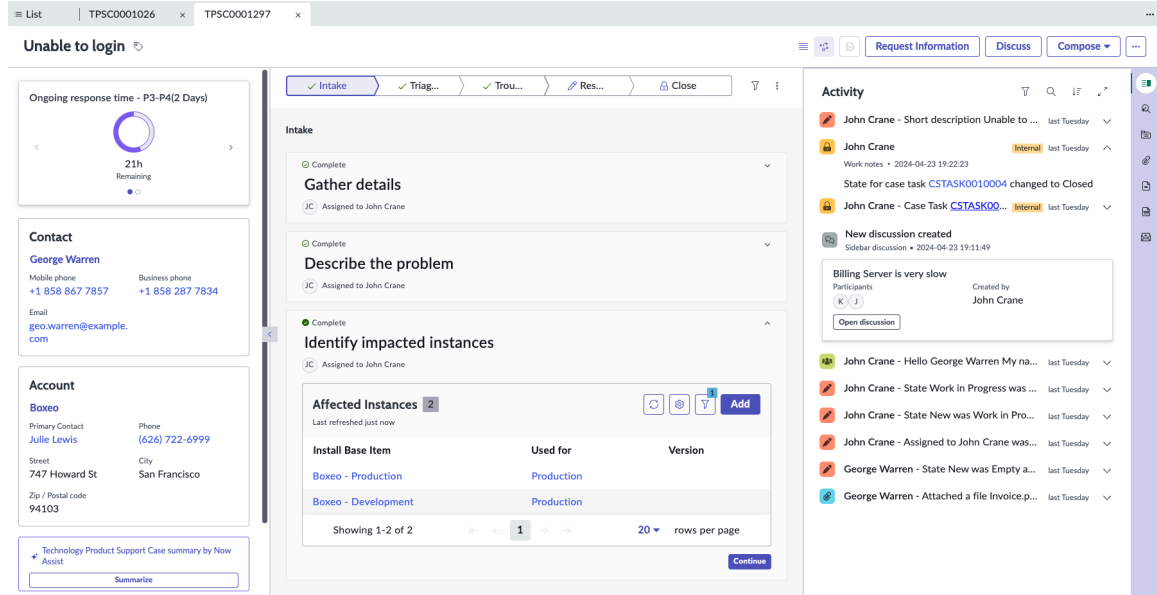 List
TPSC0001026
TPSC0001297
Unable to login
Request Information
Discuss
Compose
Ongoing response time - P3-P4(2 Days)
21h
Remaining
Contact
George Warren
Mobile phone
Business phone
+1 858 867 7857
+1 858 287 7834
Email
geo.warren@example.
com
Account
Boxeo
Primary Contact
Phone
Julie Lewis
(626) 722-6999
Street
City
747 Howard St
San Francisco
Zip / Postal code
94103
Technology Product Support Case summary by Now
Assist
Summarize
Intake
Triag...
Trou...
Res...
Close
Intake
Complete
Gather details
JC Assigned to John Crane
Complete
Describe the problem
JC Assigned to John Crane
Complete
Identify impacted instances
JC Assigned to John Crane
Affected Instances 2
1
Add
Last refreshed just now
Install Base Item
Used for
Version
Boxeo - Production
Production
Boxeo - Development
Production
Showing 1-2 of 2
1
20
rows per page
Continue
Activity
John Crane - Short description Unable to ... last Tuesday
John Crane Internal last Tuesday
Work notes • 2024-04-23 19:22:23
State for case task CSTASK0010004 changed to Closed
John Crane - Case Task CSTASK00... Internal last Tuesday
New discussion created
Sidebar discussion • 2024-04-23 19:11:49
Billing Server is very slow
Participants
Created by
K J
John Crane
Open discussion
John Crane - Hello George Warren My na... last Tuesday
John Crane - State Work in Progress was ... last Tuesday
John Crane - State New was Work in Pro... last Tuesday
John Crane - Assigned to John Crane was... last Tuesday
George Warren - State New was Empty a... last Tuesday
George Warren - Attached a file Invoice.p... last Tuesday